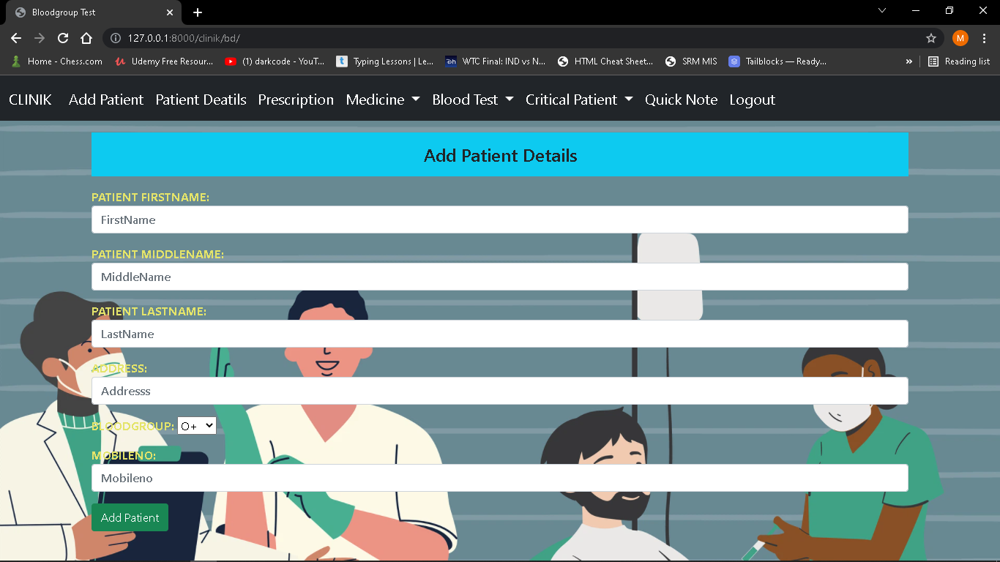 Bloodgroup Test
127.0.0.1:8000/clinik/bd/
M
Home - Chess.com Udemy Free Resour... (1) darkcode - YouT... Typing Lessons | Le... WTC Final: IND vs N... HTML Cheat Sheet... SRM MIS Tailblocks — Ready... » Reading list
CLINIK Add Patient Patient Deatils Prescription Medicine Blood Test Critical Patient Quick Note Logout
Add Patient Details
PATIENT FIRSTNAME:
FirstName
PATIENT MIDDLENAME:
MiddleName
PATIENT LASTNAME:
LastName
ADDRESS:
Addresss
BLOODGROUP: O+
MOBILENO:
Mobileno
Add Patient